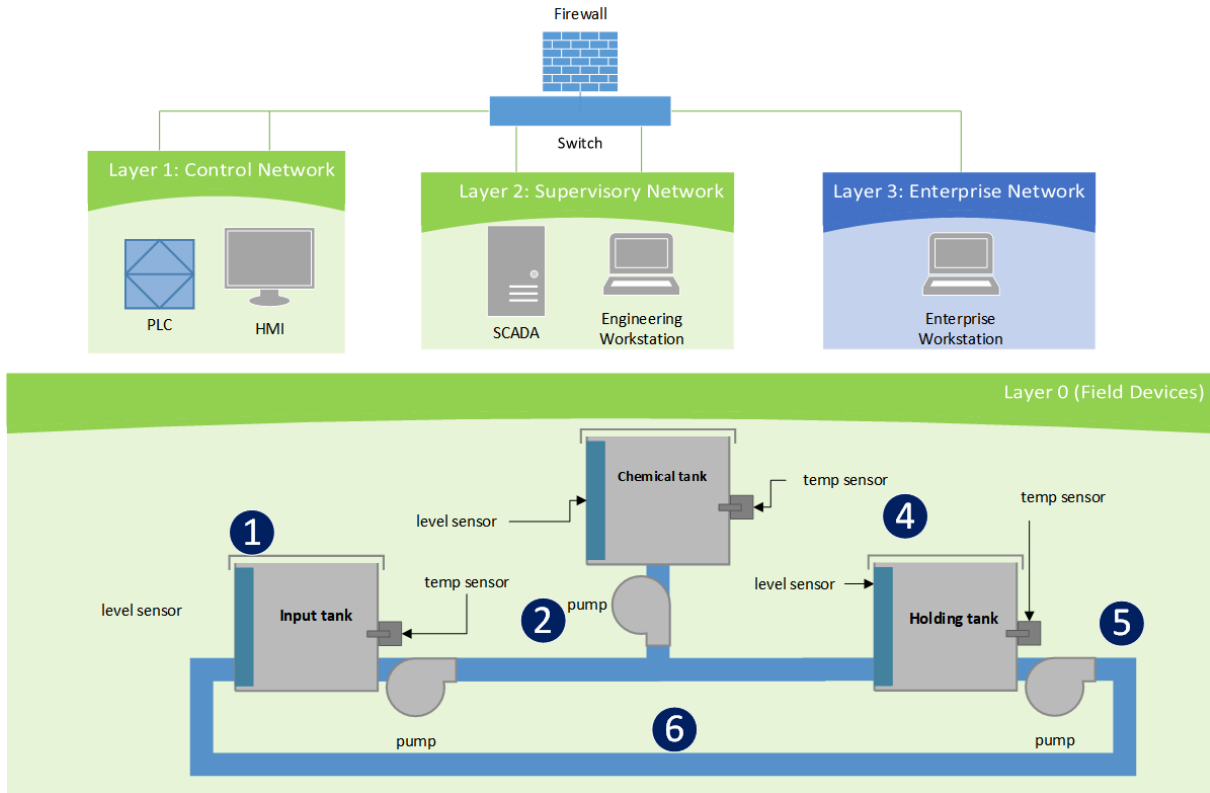 Firewall
Switch
Layer 1: Control Network
Layer 2: Supervisory Network
Layer 3: Enterprise Network
PLC
HMI
SCADA
Engineering
Workstation
Enterprise
Workstation
Layer 0 (Field Devices)
Chemical tank
temp sensor
level sensor
4
temp sensor
1
level sensor
temp sensor
Input tank
2
pump
level sensor
Holding tank
5
pump
6
pump